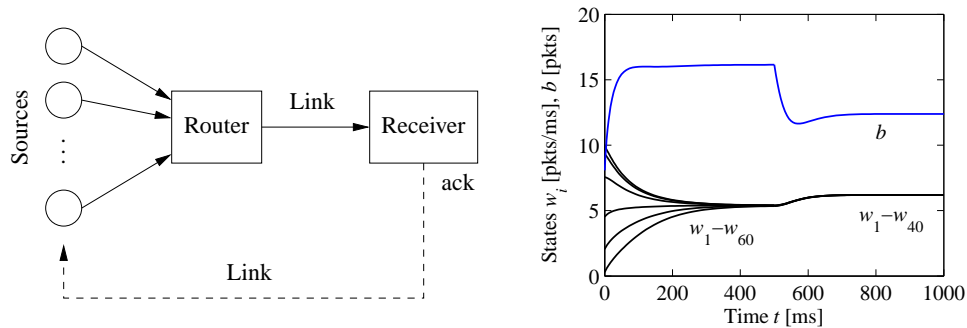 Sources
...
Router
Link
Receiver
ack
Link
States w_i [pkts/ms], b [pkts]
20
15
10
5
0
b
w_1−w_60
w_1−w_40
0 200 400 600 800 1000
Time t [ms]